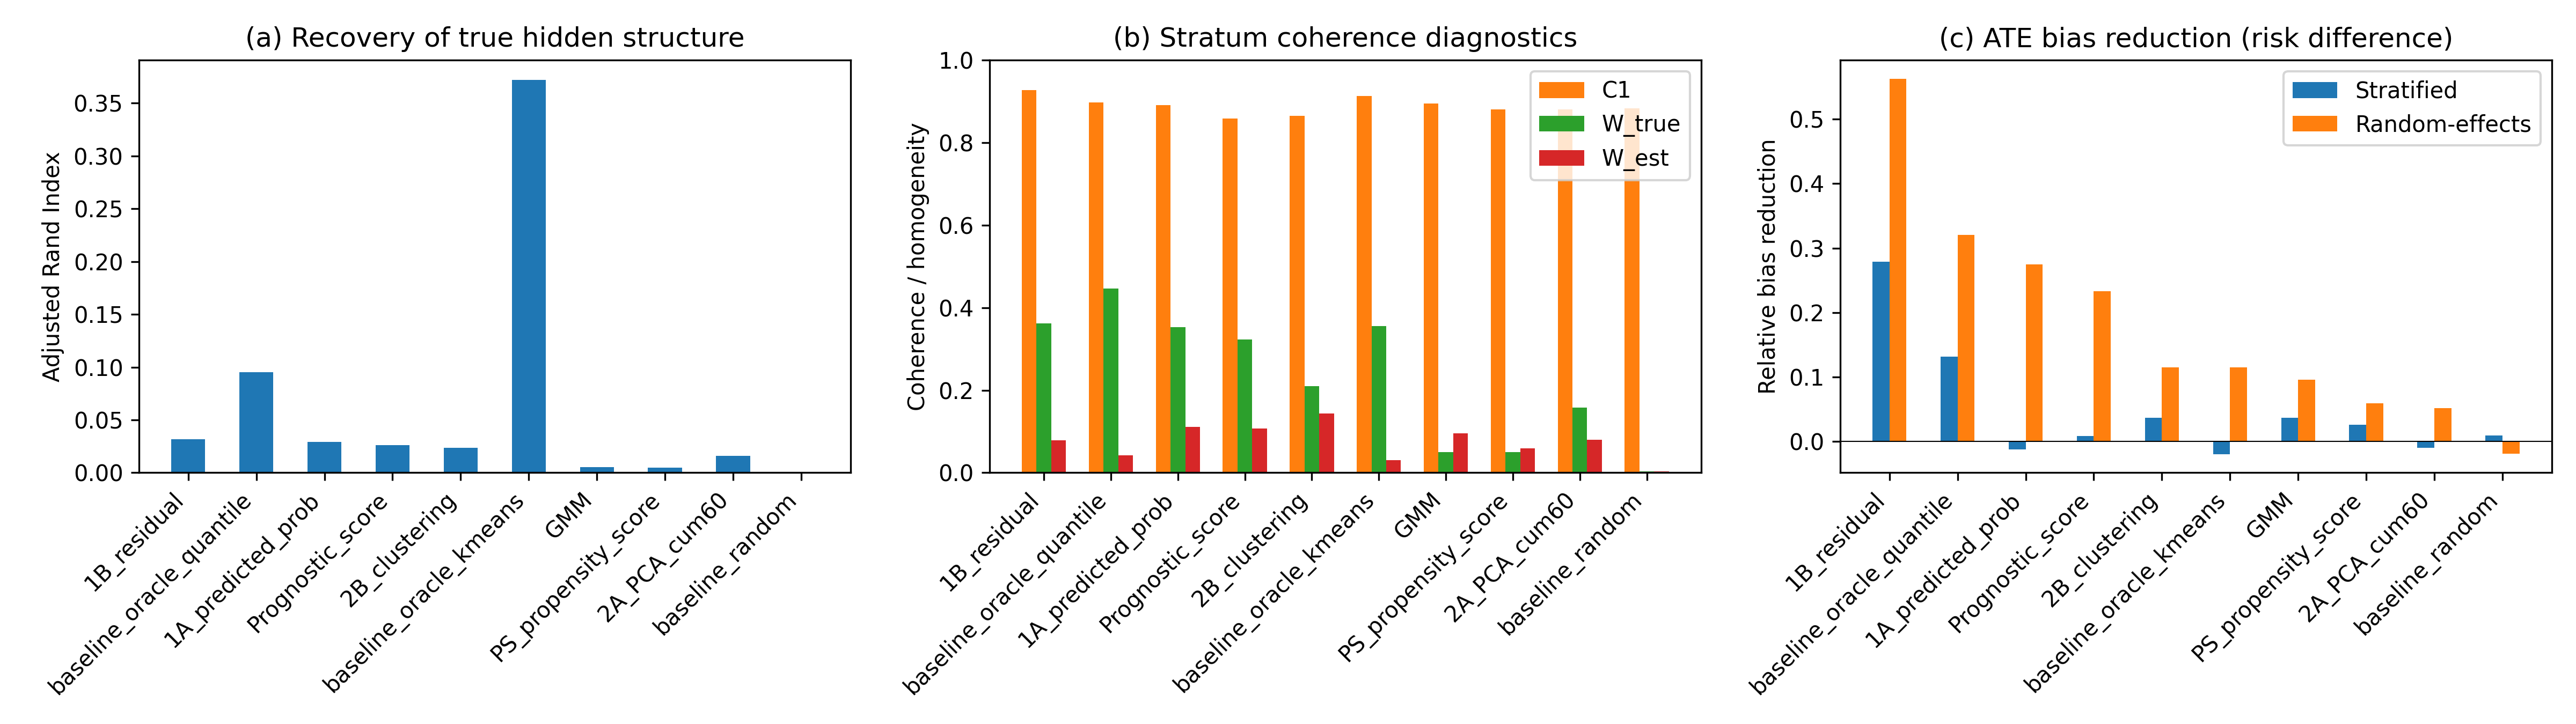 (a) Recovery of true hidden structure
Adjusted Rand Index
0.35
0.30
0.25
0.20
0.15
0.10
0.05
0.00
1B_residual
baseline_oracle_quantile
1A_predicted_prob
Prognostic_score
2B_clustering
baseline_oracle_kmeans
GMM
PS_propensity_score
2A_PCA_cum60
baseline_random
(b) Stratum coherence diagnostics
Coherence / homogeneity
1.0
0.8
0.6
0.4
0.2
0.0
C1
W_true
W_est
1B_residual
baseline_oracle_quantile
1A_predicted_prob
Prognostic_score
2B_clustering
baseline_oracle_kmeans
GMM
PS_propensity_score
2A_PCA_cum60
baseline_random
(c) ATE bias reduction (risk difference)
Relative bias reduction
0.5
0.4
0.3
0.2
0.1
0.0
Stratified
Random-effects
1B_residual
baseline_oracle_quantile
1A_predicted_prob
Prognostic_score
2B_clustering
baseline_oracle_kmeans
GMM
PS_propensity_score
2A_PCA_cum60
baseline_random